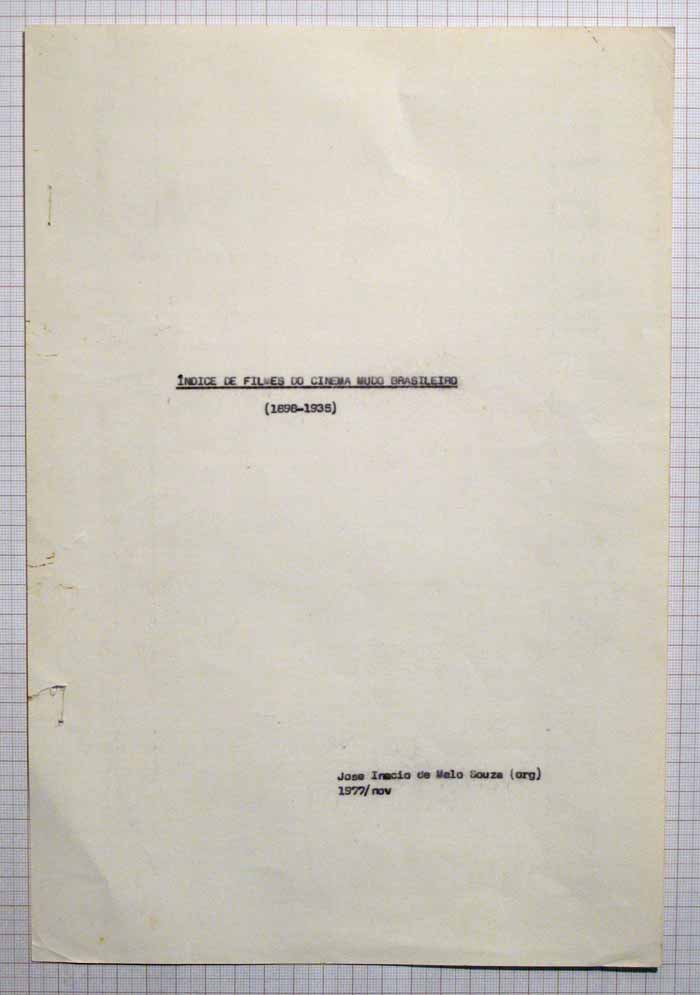 ÍNDICE DE FILMES DO CINEMA MUDO BRASILEIRO
(1898-1935)
Jose Inacio de Melo Souza (org)
1977/nov